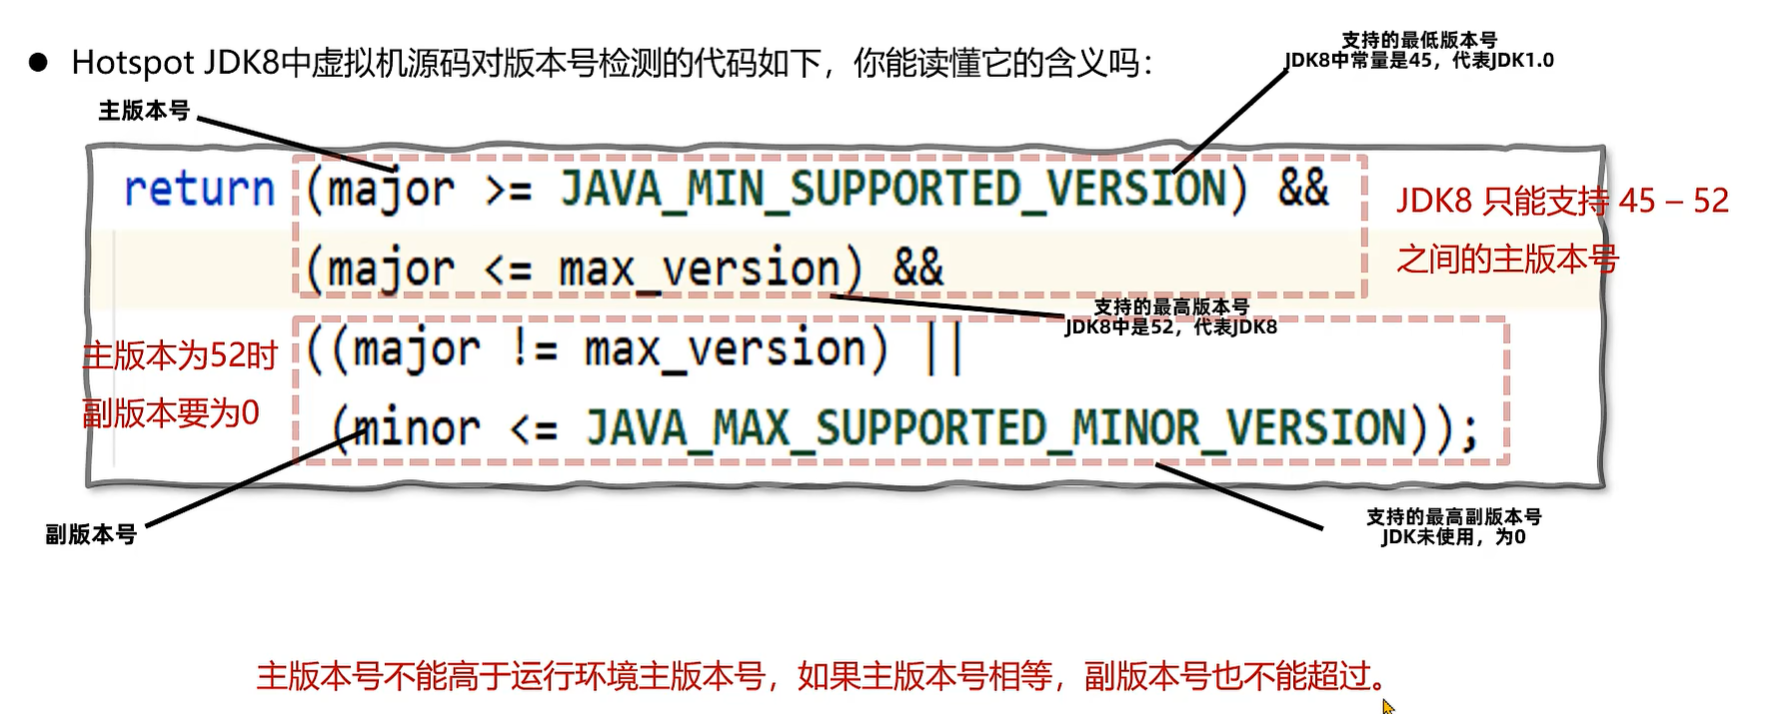 ● Hotspot JDK8中虚拟机源码对版本号检测的代码如下，你能读懂它的含义吗：
支持的最低版本号
JDK8中常量是45，代表JDK1.0
主版本号
return (major >= JAVA_MIN_SUPPORTED_VERSION) &&
JDK8 只能支持 45 – 52
之间的主版本号
(major <= max_version) &&
支持的最高版本号
JDK8中是52，代表JDK8
主版本为52时
副版本要为0
((major != max_version) ||
(minor <= JAVA_MAX_SUPPORTED_MINOR_VERSION));
副版本号
支持的最高副版本号
JDK未使用，为0
主版本号不能高于运行环境主版本号，如果主版本号相等，副版本号也不能超过。